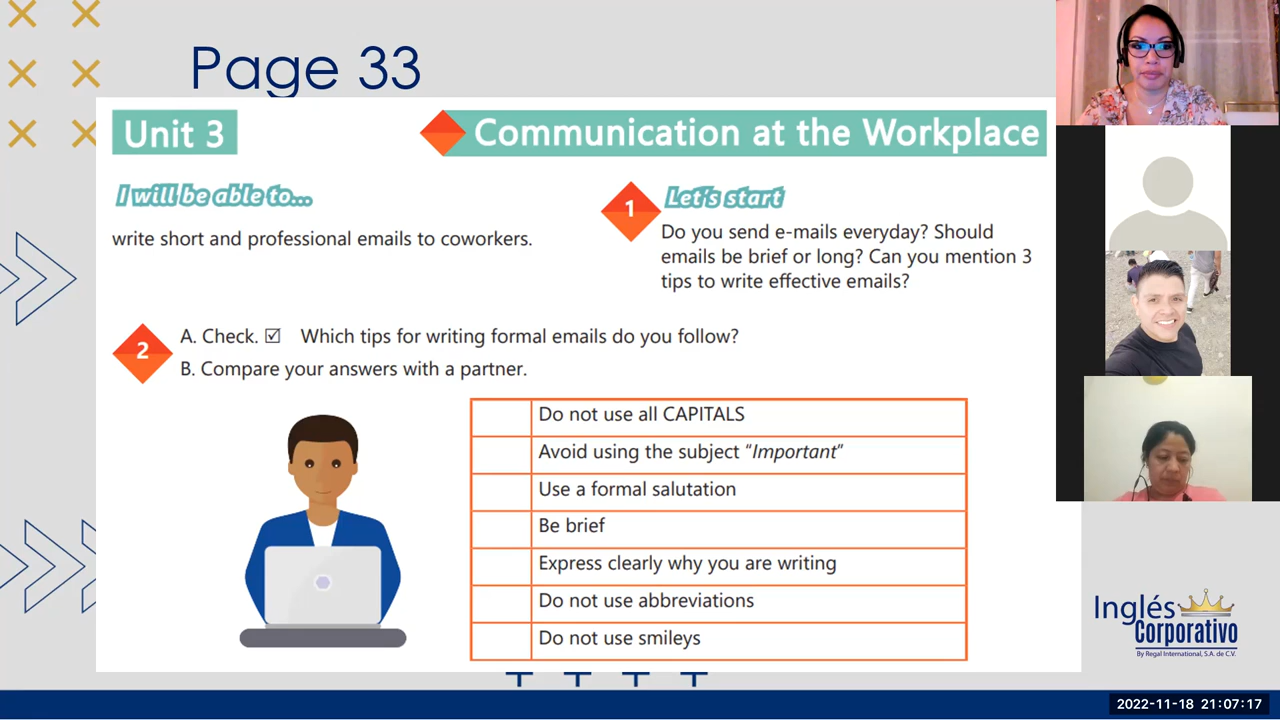 Page 33
Unit 3
Communication at the Workplace
I will be able to...
write short and professional emails to coworkers.
1
Let's start
Do you send e-mails everyday? Should
emails be brief or long? Can you mention 3
tips to write effective emails?
2
A. Check. ☑ Which tips for writing formal emails do you follow?
B. Compare your answers with a partner.
Do not use all CAPITALS
Avoid using the subject “Important”
Use a formal salutation
Be brief
Express clearly why you are writing
Do not use abbreviations
Do not use smileys
Inglés
Corporativo
By Regal International, S.A. de C.V.
2022-11-18 21:07:17